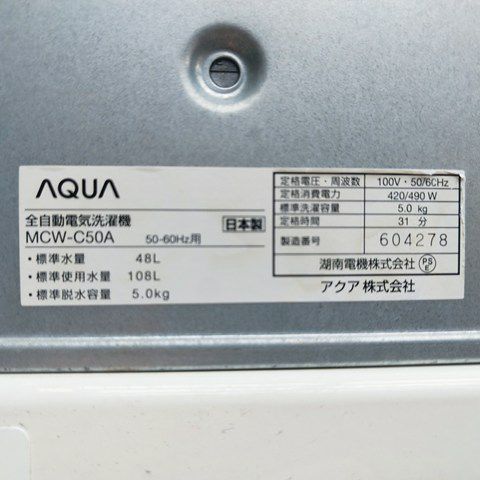 AQUA
全自動電気洗濯機
日本製
MCW-C50A 50-60Hz用
・標準水量 48L
・標準使用水量 108L
・標準脱水容量 5.0kg
定格電圧・周波数 100V・50/60Hz
定格消費電力 420/490 W
標準洗濯容量 5.0 kg
定格時間 31 分
製造番号 604278
湖南電機株式会社 PSE
アクア 株式会社